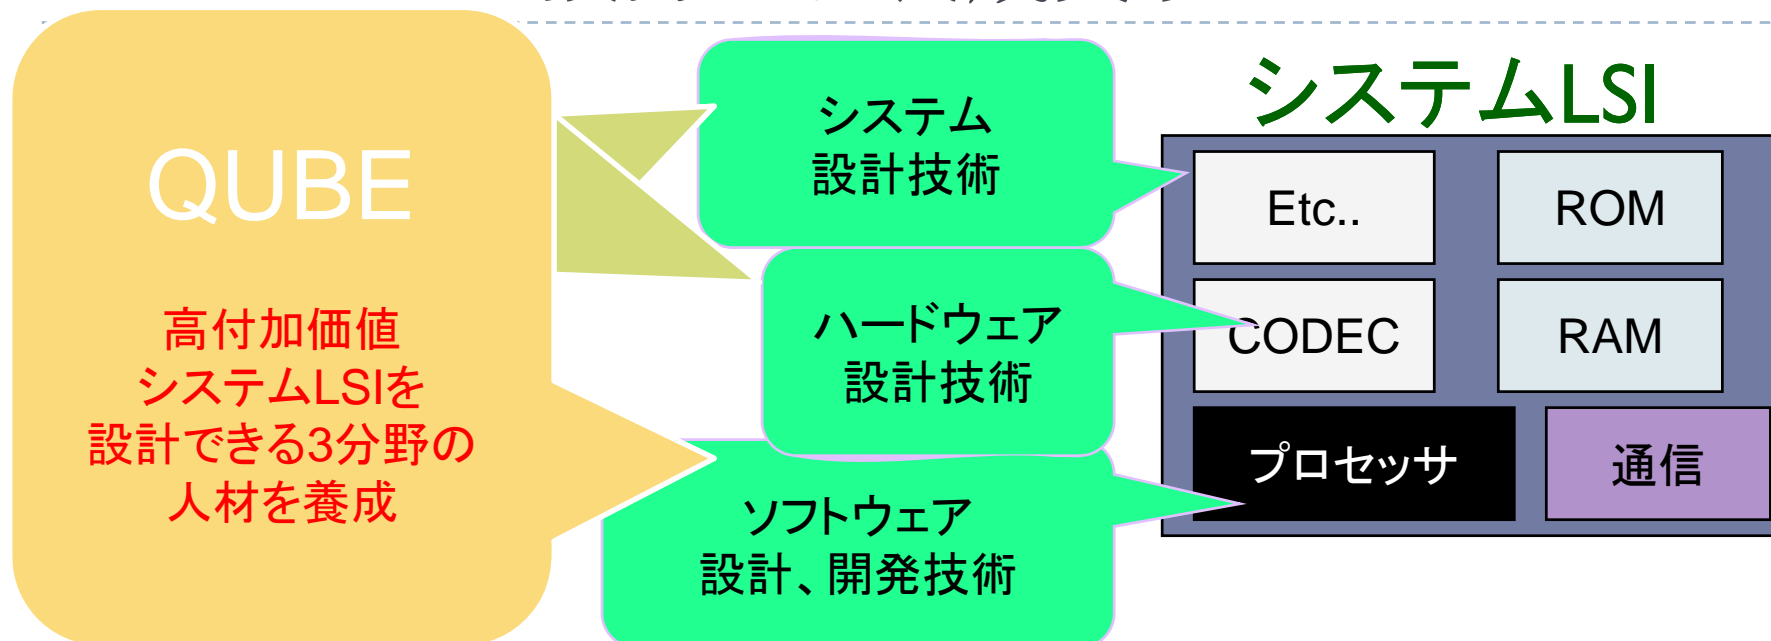 QUBE
高付加価値
システムLSIを
設計できる3分野の
人材を養成
システム
設計技術
ハードウェア
設計技術
ソフトウェア
設計、開発技術
システムLSI
Etc..
ROM
CODEC
RAM
プロセッサ
通信